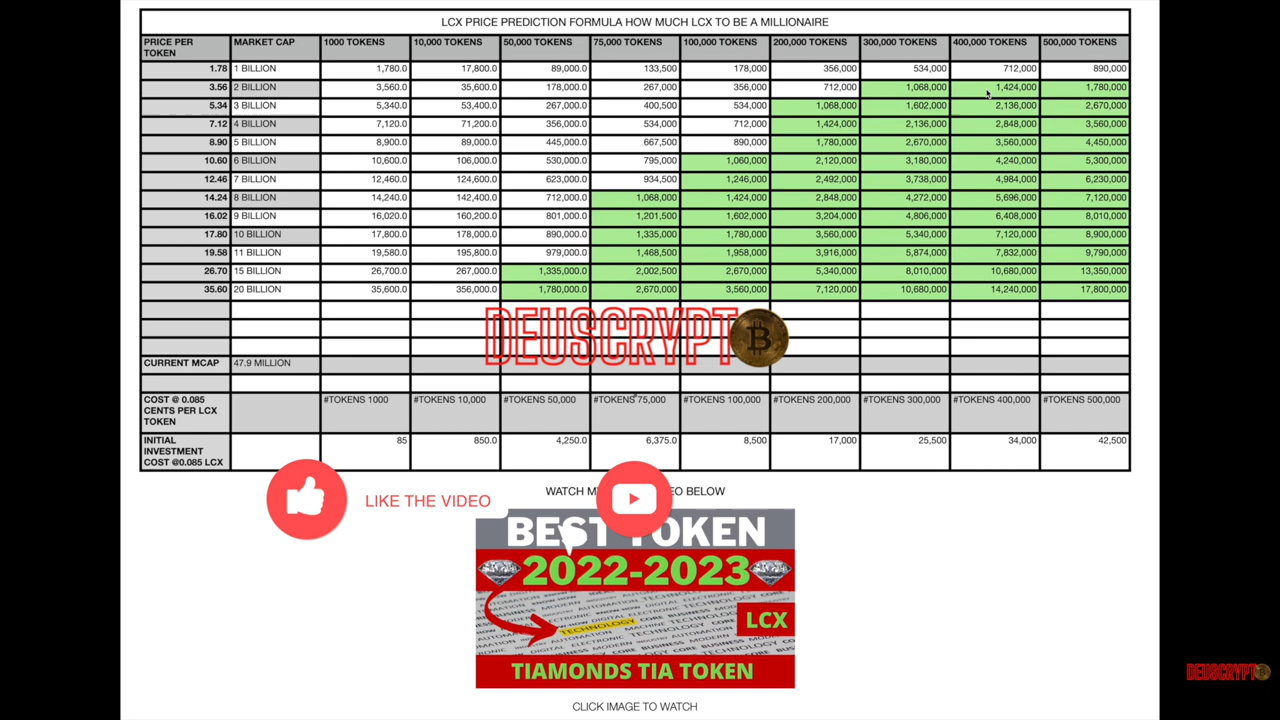 LCX PRICE PREDICTION FORMULA HOW MUCH LCX TO BE A MILLIONAIRE
PRICE PER TOKEN MARKET CAP 1000 TOKENS 10,000 TOKENS 50,000 TOKENS 75,000 TOKENS 100,000 TOKENS 200,000 TOKENS 300,000 TOKENS 400,000 TOKENS 500,000 TOKENS
1.78 1 BILLION 1,780.0 17,800.0 89,000.0 133,500 178,000 356,000 534,000 712,000 890,000
3.56 2 BILLION 3,560.0 35,600.0 178,000.0 267,000 356,000 712,000 1,068,000 1,424,000 1,780,000
5.34 3 BILLION 5,340.0 53,400.0 267,000.0 400,500 534,000 1,068,000 1,602,000 2,136,000 2,670,000
7.12 4 BILLION 7,120.0 71,200.0 356,000.0 534,000 712,000 1,424,000 2,136,000 2,848,000 3,560,000
8.90 5 BILLION 8,900.0 89,000.0 445,000.0 667,500 890,000 1,780,000 2,670,000 3,560,000 4,450,000
10.60 6 BILLION 10,600.0 106,000.0 530,000.0 795,000 1,060,000 2,120,000 3,180,000 4,240,000 5,300,000
12.46 7 BILLION 12,460.0 124,600.0 623,000.0 934,500 1,246,000 2,492,000 3,738,000 4,984,000 6,230,000
14.24 8 BILLION 14,240.0 142,400.0 712,000.0 1,068,000 1,424,000 2,848,000 4,272,000 5,696,000 7,120,000
16.02 9 BILLION 16,020.0 160,200.0 801,000.0 1,201,500 1,602,000 3,204,000 4,806,000 6,408,000 8,010,000
17.80 10 BILLION 17,800.0 178,000.0 890,000.0 1,335,000 1,780,000 3,560,000 5,340,000 7,120,000 8,900,000
19.58 11 BILLION 19,580.0 195,800.0 979,000.0 1,468,500 1,958,000 3,916,000 5,874,000 7,832,000 9,790,000
26.70 15 BILLION 26,700.0 267,000.0 1,335,000.0 2,002,500 2,670,000 5,340,000 8,010,000 10,680,000 13,350,000
35.60 20 BILLION 35,600.0 356,000.0 1,780,000.0 2,670,000 3,560,000 7,120,000 10,680,000 14,240,000 17,800,000
DEUSCRYPT
CURRENT MCAP 47.9 MILLION
COST @ 0.085 CENTS PER LCX TOKEN #TOKENS 1000 #TOKENS 10,000 #TOKENS 50,000 #TOKENS 75,000 #TOKENS 100,000 #TOKENS 200,000 #TOKENS 300,000 #TOKENS 400,000 #TOKENS 500,000
INITIAL INVESTMENT COST @0.085 LCX 85 850.0 4,250.0 6,375.0 8,500 17,000 25,500 34,000 42,500
LIKE THE VIDEO
WATCH BELOW
BEST TOKEN
2022-2023
TECHNOLOGY
LCX
TIAMONDS TIA TOKEN
CLICK IMAGE TO WATCH
DEUSCRYPT